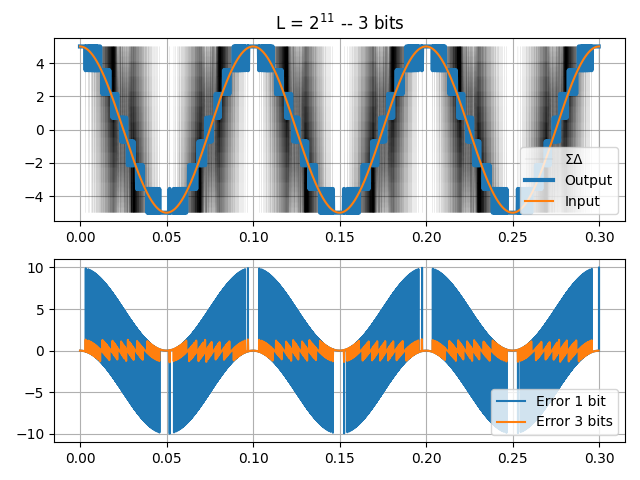 L = 2¹¹ -- 3 bits
4
2
0
−2
−4
ΣΔ
Output
Input
0.00 0.05 0.10 0.15 0.20 0.25 0.30
10
5
0
−5
−10
Error 1 bit
Error 3 bits
0.00 0.05 0.10 0.15 0.20 0.25 0.30